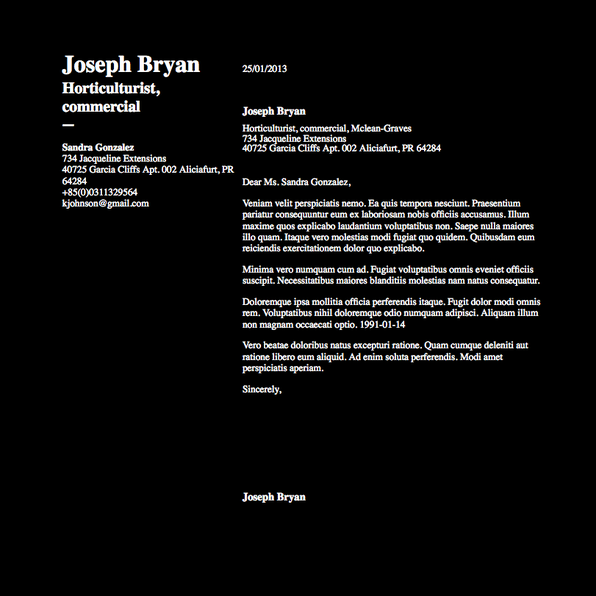 Joseph Bryan
Horticulturist,
commercial
—
Sandra Gonzalez
734 Jacqueline Extensions
40725 Garcia Cliffs Apt. 002 Aliciafurt, PR
64284
+85(0)0311329564
kjohnson@gmail.com
25/01/2013
Joseph Bryan
Horticulturist, commercial, Mclean-Graves
734 Jacqueline Extensions
40725 Garcia Cliffs Apt. 002 Aliciafurt, PR 64284
Dear Ms. Sandra Gonzalez,
Veniam velit perspiciatis nemo. Ea quis tempora nesciunt. Praesentium
pariatur consequuntur eum ex laboriosam nobis officiis accusamus. Illum
maxime quos explicabo laudantium voluptatibus non. Saepe nulla maiores
illo quam. Itaque vero molestias modi fugiat quo quidem. Quibusdam eum
reiciendis exercitationem dolor quo explicabo.
Minima vero numquam cum ad. Fugiat voluptatibus omnis eveniet officiis
suscipit. Necessitatibus maiores blanditiis molestias nam natus consequatur.
Doloremque ipsa mollitia officia perferendis itaque. Fugit dolor modi omnis
rem. Voluptatibus nihil doloremque odio numquam adipisci. Aliquam illum
non magnam occaecati optio. 1991-01-14
Vero beatae doloribus natus excepturi ratione. Quam cumque deleniti aut
ratione libero eum aliquid. Ad enim soluta perferendis. Modi amet
perspiciatis aperiam.
Sincerely,
Joseph Bryan